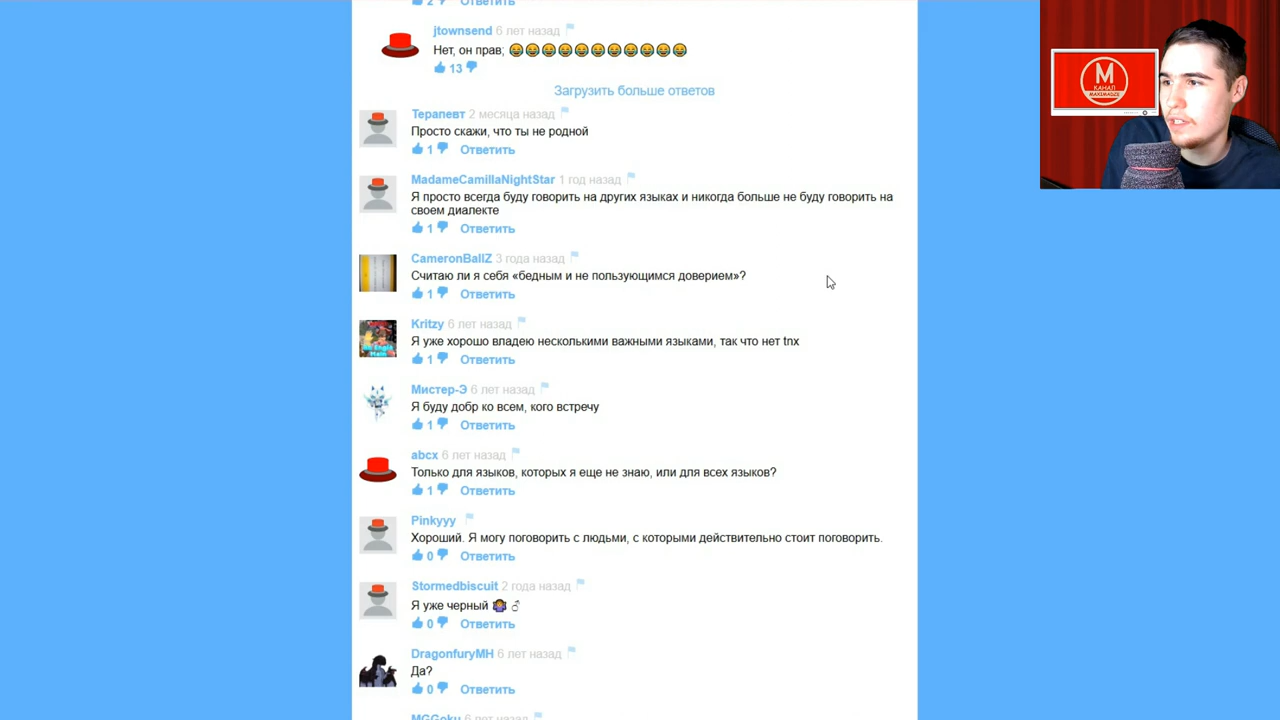 2 Ответить
jtownsend 6 лет назад
Нет, он прав; 😂😂😂😂😂😂😂😂😂😂😂
13
Загрузить больше ответов
Терапевт 2 месяца назад
Просто скажи, что ты не родной
1 Ответить
MadameCamillaNightStar 1 год назад
Я просто всегда буду говорить на других языках и никогда больше не буду говорить на
своем диалекте
1 Ответить
CameronBallZ 3 года назад
Считаю ли я себя «бедным и не пользующимся доверием»?
1 Ответить
Kritzy 6 лет назад
Я уже хорошо владею несколькими важными языками, так что нет tnx
1 Ответить
Мистер-Э 6 лет назад
Я буду добр ко всем, кого встречу
1 Ответить
abcx 6 лет назад
Только для языков, которых я еще не знаю, или для всех языков?
1 Ответить
Pinkyyy
Хороший. Я могу поговорить с людьми, с которыми действительно стоит поговорить.
0 Ответить
Stormedbiscuit 2 года назад
Я уже черный 🤷 ♂
0 Ответить
DragonfuryMH 6 лет назад
Да?
0 Ответить
MGGoku 6 лет назад
М
КАНАЛ